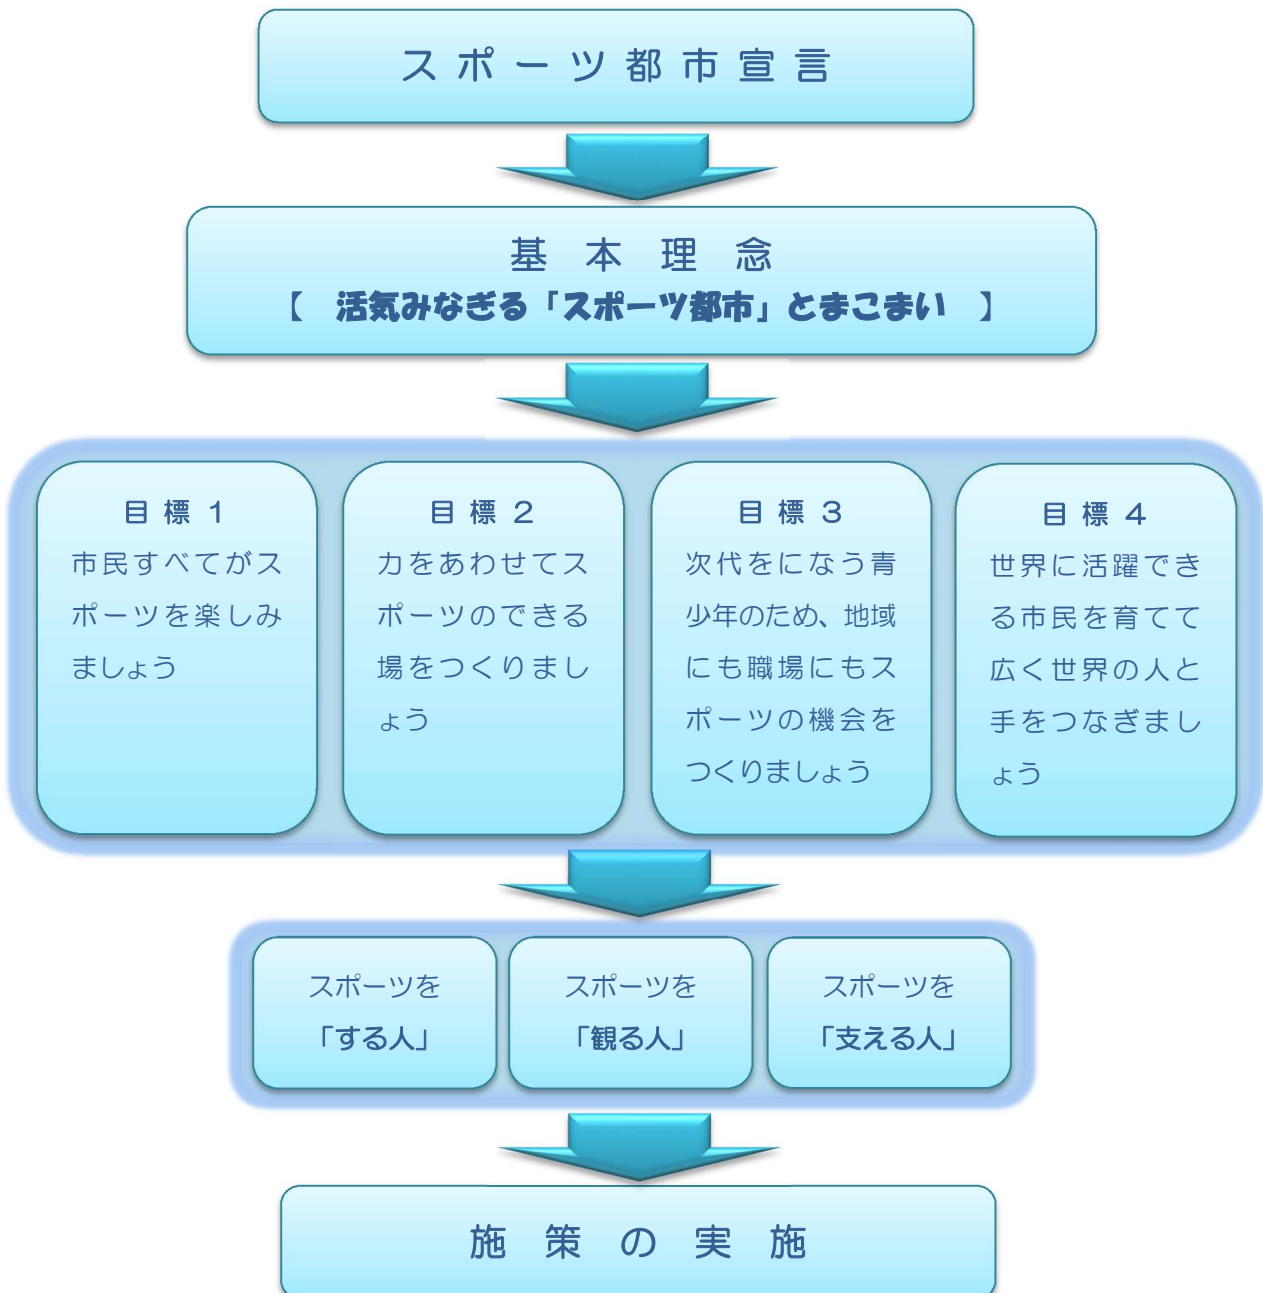 スポーツ都市宣言
基本理念
【 活気みなぎる「スポーツ都市」とまこまい 】
目標1
市民すべてがス
ポーツを楽しみ
ましょう
目標2
力をあわせてス
ポーツのできる
場をつくりまし
ょう
目標3
次代をになう青
少年のため、地域
にも職場にもス
ポーツの機会を
つくりましょう
目標4
世界に活躍でき
る市民を育てて
広く世界の人と
手をつなぎまし
ょう
スポーツを
「する人」
スポーツを
「観る人」
スポーツを
「支える人」
施策の実施